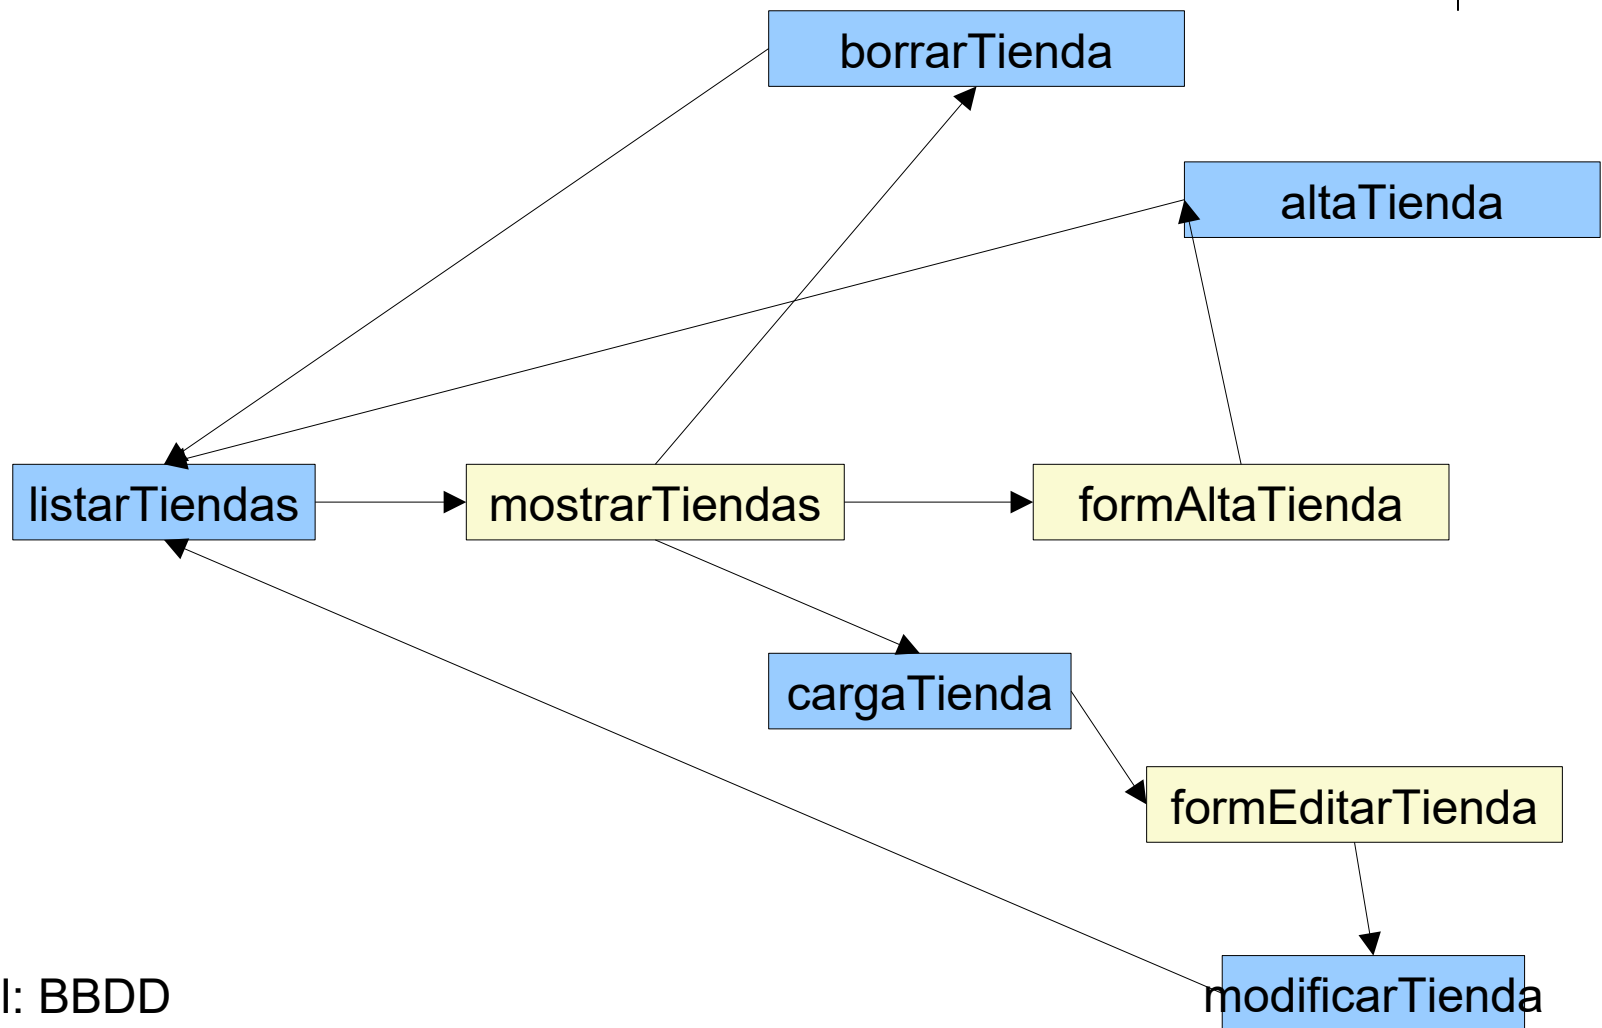 borrarTienda
altaTienda
listarTiendas
mostrarTiendas
formAltaTienda
cargaTienda
formEditarTienda
modificarTienda
l: BBDD